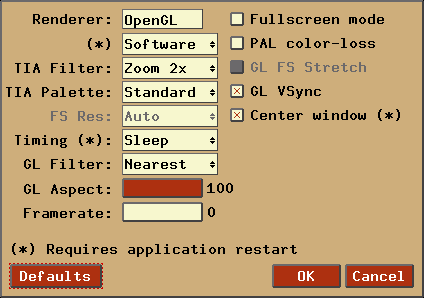 Renderer: OpenGL
(*) Software
TIA Filter: Zoom 2x
TIA Palette: Standard
FS Res: Auto
Timing (*): Sleep
GL Filter: Nearest
GL Aspect: 100
Framerate: 0
Fullscreen mode
PAL color-loss
GL FS Stretch
GL VSync
Center window (*)
(*) Requires application restart
Defaults OK Cancel